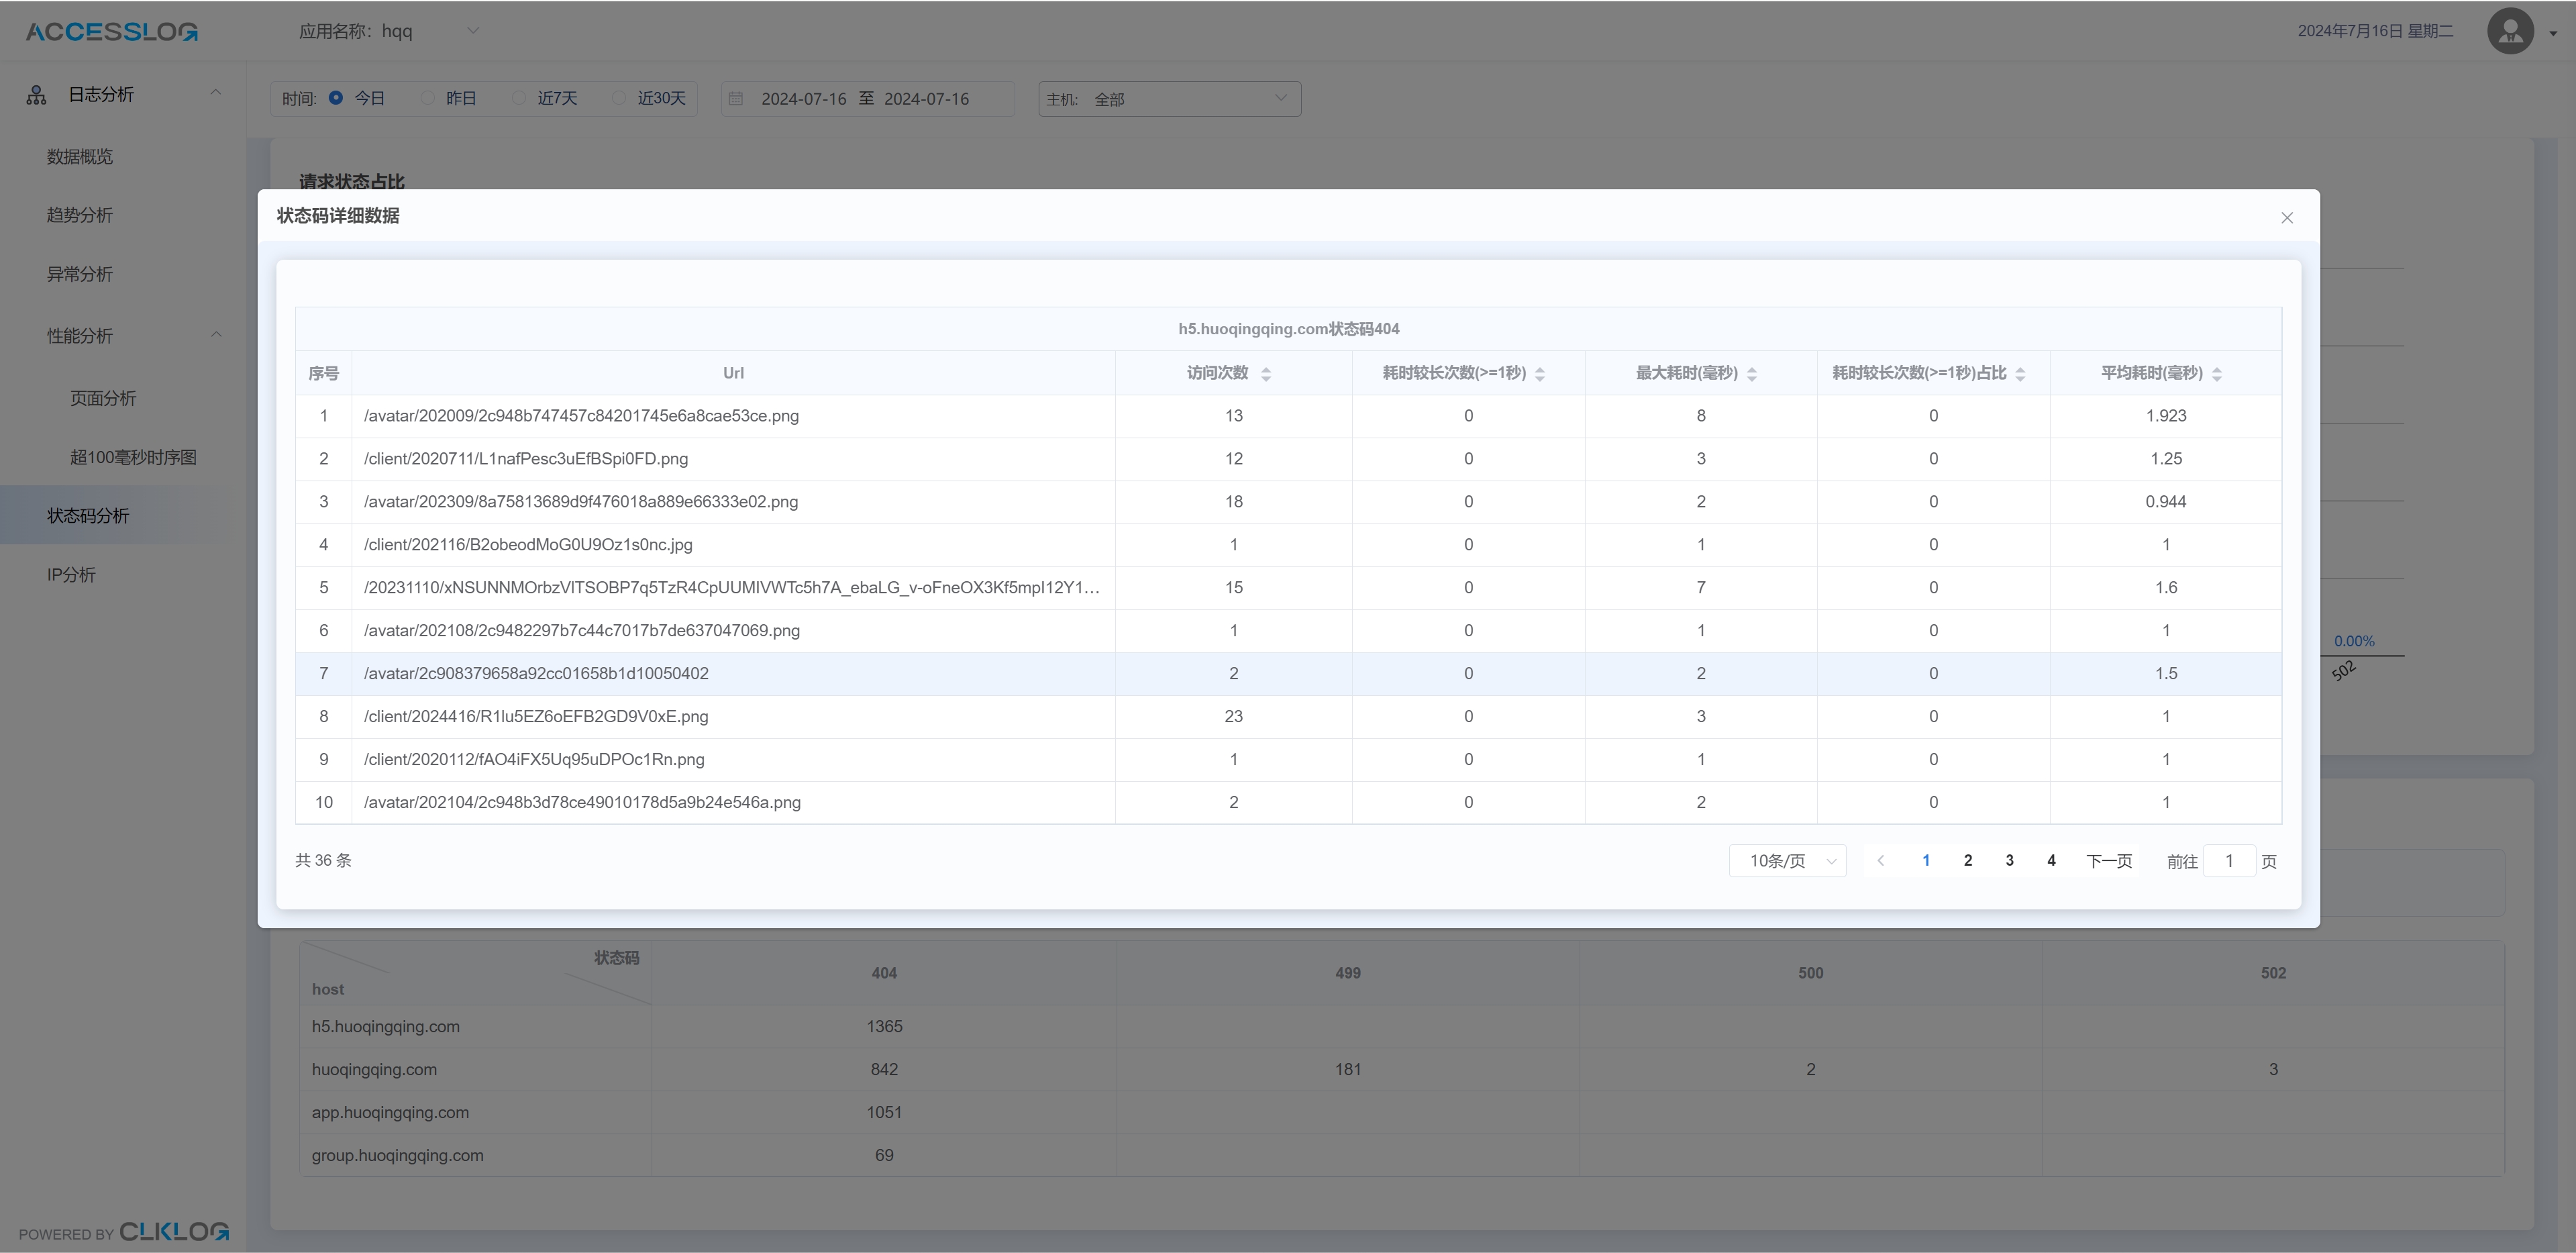 ACCESSLOG
应用名称：hqq
2024年7月16日 星期二
日志分析
数据概览
趋势分析
异常分析
性能分析
页面分析
超100毫秒时序图
状态码分析
IP分析
POWERED BY CLKLOG
时间: 今日 昨日 近7天 近30天
2024-07-16 至 2024-07-16
主机: 全部
请求状态占比
状态码详细数据
h5.huoqingqing.com状态码404
序号 Url 访问次数 耗时较长次数(>=1秒) 最大耗时(毫秒) 耗时较长次数(>=1秒)占比 平均耗时(毫秒)
1 /avatar/202009/2c948b747457c84201745e6a8cae53ce.png 13 0 8 0 1.923
2 /client/2020711/L1nafPesc3uEfBSpi0FD.png 12 0 3 0 1.25
3 /avatar/202309/8a75813689d9f476018a889e66333e02.png 18 0 2 0 0.944
4 /client/202116/B2obeodMoG0U9Oz1s0nc.jpg 1 0 1 0 1
5 /20231110/xNSUNNMOrbzVlTSOBP7q5TzR4CpUUMIVWTc5h7A_ebaLG_v-oFneOX3Kf5mpI12Y1... 15 0 7 0 1.6
6 /avatar/202108/2c9482297b7c44c7017b7de637047069.png 1 0 1 0 1
7 /avatar/2c908379658a92cc01658b1d10050402 2 0 2 0 1.5
8 /client/2024416/R1lu5EZ6oEFB2GD9V0xE.png 23 0 3 0 1
9 /client/2020112/fAO4iFX5Uq95uDPOc1Rn.png 1 0 1 0 1
10 /avatar/202104/2c948b3d78ce49010178d5a9b24e546a.png 2 0 2 0 1
共 36 条
10条/页 1 2 3 4 下一页 前往 1 页
0.00%
502
状态码
host
404 499 500 502
h5.huoqingqing.com 1365
huoqingqing.com 842 181 2 3
app.huoqingqing.com 1051
group.huoqingqing.com 69